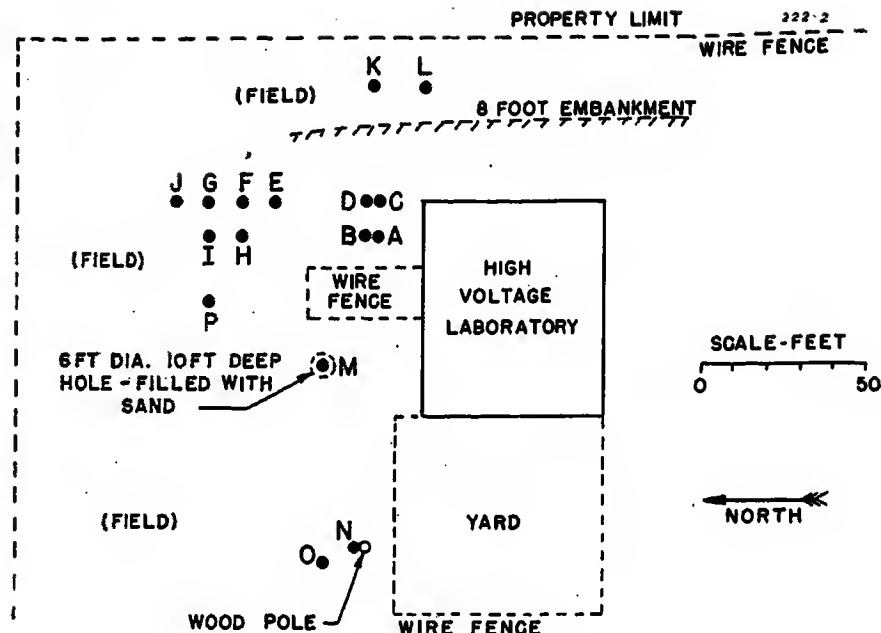 PROPERTY LIMIT
222-2
WIRE FENCE
K L
(FIELD)
8 FOOT EMBANKMENT
J G F E
D C
B A
I H
(FIELD)
WIRE
FENCE
HIGH
VOLTAGE
LABORATORY
P
6FT DIA. 10FT DEEP
HOLE-FILLED WITH
SAND
M
SCALE-FEET
0 50
(FIELD)
YARD
NORTH
N
O
WOOD POLE
WIRE FENCE